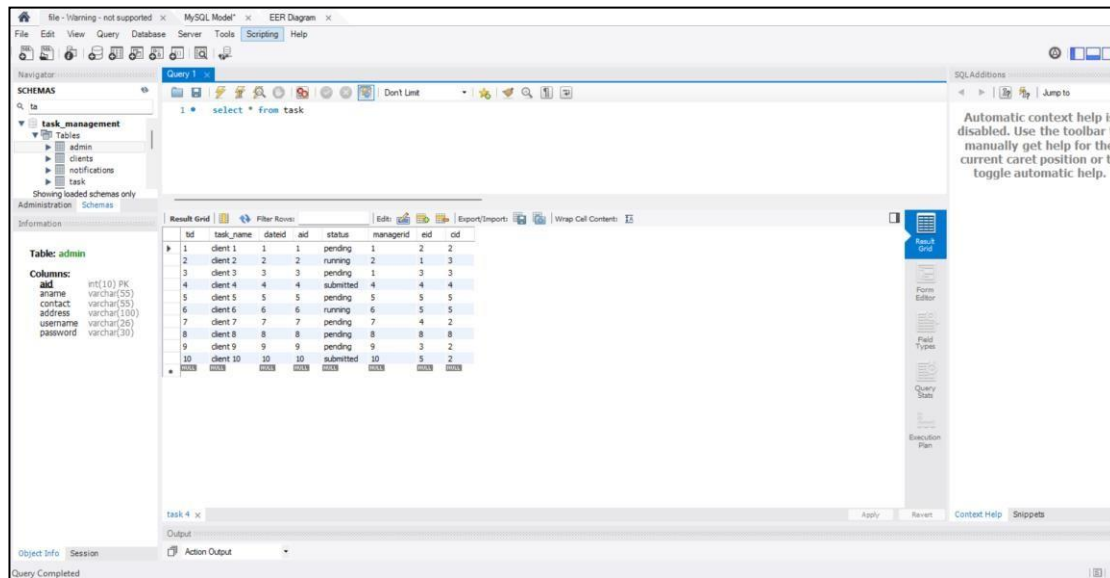 file - Warning - not supported × MySQL Model* × EER Diagram ×
File Edit View Query Database Server Tools Scripting Help
Navigator
SCHEMAS
ta
task_management
Tables
admin
clients
notifications
task
Showing loaded schemas only
Administration Schemas
Information
Table: admin
Columns:
aid int(10) PK
aname varchar(55)
contact varchar(55)
address varchar(100)
username varchar(26)
password varchar(30)
Object Info Session
Query Completed
Query 1 ×
Don't Limit
1 select * from task
Result Grid Filter Rows: Edit: Export/Import: Wrap Cell Content:
tid task_name dateid aid status managerid eid cid
1 client 1 1 1 pending 1 2 2
2 client 2 2 2 running 2 1 3
3 client 3 3 3 pending 1 3 3
4 client 4 4 4 submitted 4 4 4
5 client 5 5 5 pending 5 5 5
6 client 6 6 6 running 6 5 5
7 client 7 7 7 pending 7 4 2
8 client 8 8 8 pending 8 8 8
9 client 9 9 9 pending 9 3 2
10 client 10 10 10 submitted 10 5 2
NULL NULL NULL NULL NULL NULL NULL NULL
Result
Grid
Form
Editor
Field
Types
Query
Stats
Execution
Plan
task 4 ×
Apply Revert
Output
Action Output
SQLAdditions
Jump to
Automatic context help i
disabled. Use the toolbar
manually get help for the
current caret position or t
toggle automatic help.
Context Help Snippets